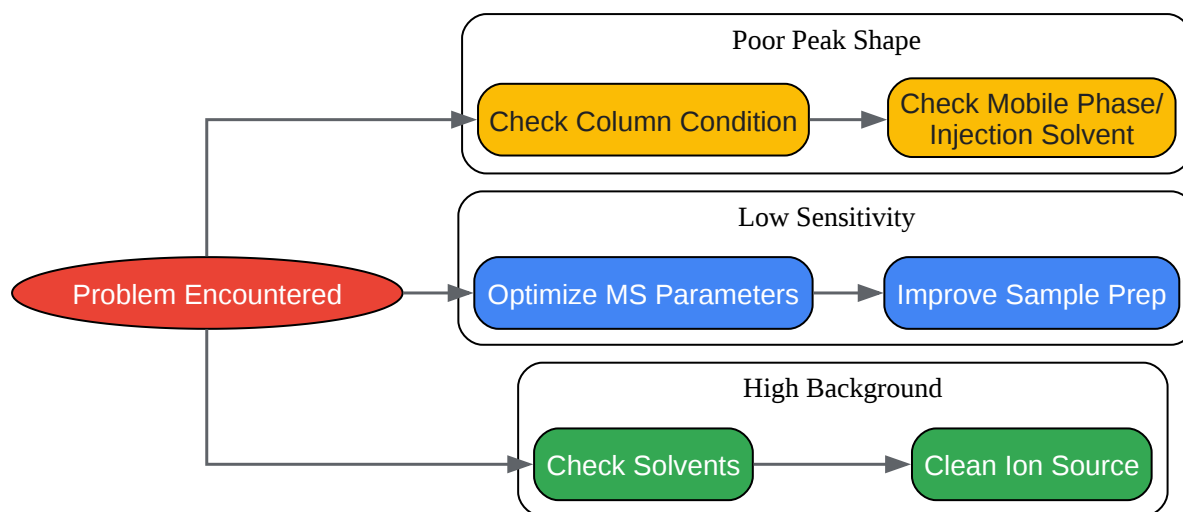 Poor Peak Shape
Check Column Condition
Check Mobile Phase/
Injection Solvent
Low Sensitivity
Problem Encountered
Optimize MS Parameters
Improve Sample Prep
High Background
Check Solvents
Clean Ion Source